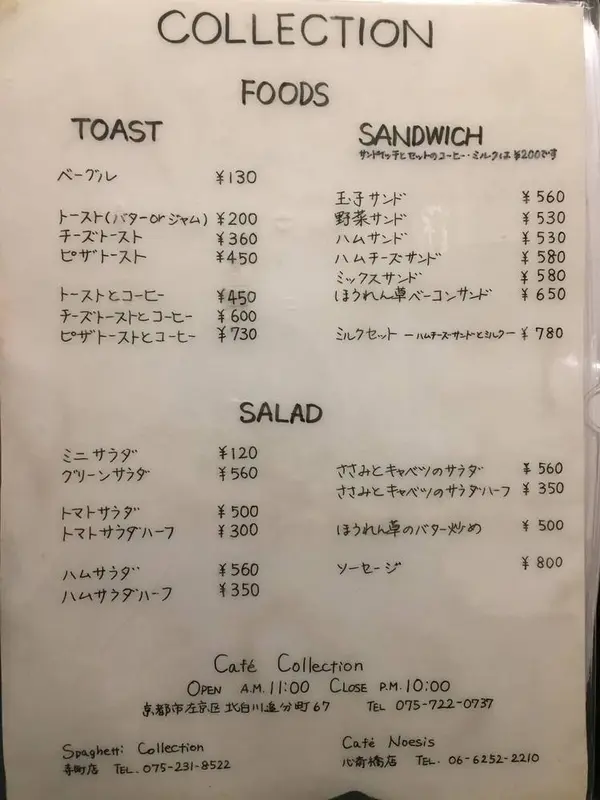 COLLECTION
FOODS
TOAST
ベーグル ¥130
トースト(バターorジャム) ¥200
チーズトースト ¥360
ピザトースト ¥450
トーストとコーヒー ¥450
チーズトーストとコーヒー ¥600
ピザトーストとコーヒー ¥730
SANDWICH
サンドイッチとセットのコーヒー・ミルクは¥200です
玉子サンド ¥560
野菜サンド ¥530
ハムサンド ¥530
ハムチーズサンド ¥580
ミックスサンド ¥580
ほうれん草ベーコンサンド ¥650
ミルクセット ーハムチーズサンドとミルクー ¥780
SALAD
ミニサラダ ¥120
グリーンサラダ ¥560
トマトサラダ ¥500
トマトサラダハーフ ¥300
ハムサラダ ¥560
ハムサラダハーフ ¥350
ささみとキャベツのサラダ ¥560
ささみとキャベツのサラダハーフ ¥350
ほうれん草のバター炒め ¥500
ソーセージ ¥800
Café Collection
OPEN A.M. 11:00 CLOSE P.M. 10:00
京都市左京区北白川追分町67 TEL 075-722-0737
Spaghetti Collection
寺町店 TEL. 075-231-8522
Café Noesis
心斎橋店 TEL. 06-6252-2210